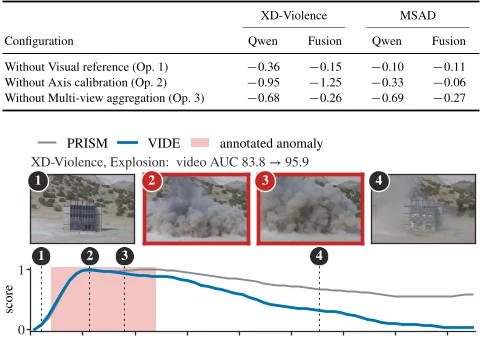 XD-Violence MSAD
Configuration Qwen Fusion Qwen Fusion
Without Visual reference (Op. 1) −0.36 −0.15 −0.10 −0.11
Without Axis calibration (Op. 2) −0.95 −1.25 −0.33 −0.06
Without Multi-view aggregation (Op. 3) −0.68 −0.26 −0.69 −0.27
PRISM VIDE annotated anomaly
XD-Violence, Explosion: video AUC 83.8 → 95.9
1 2 3 4
1 2 3 4
1
score
0